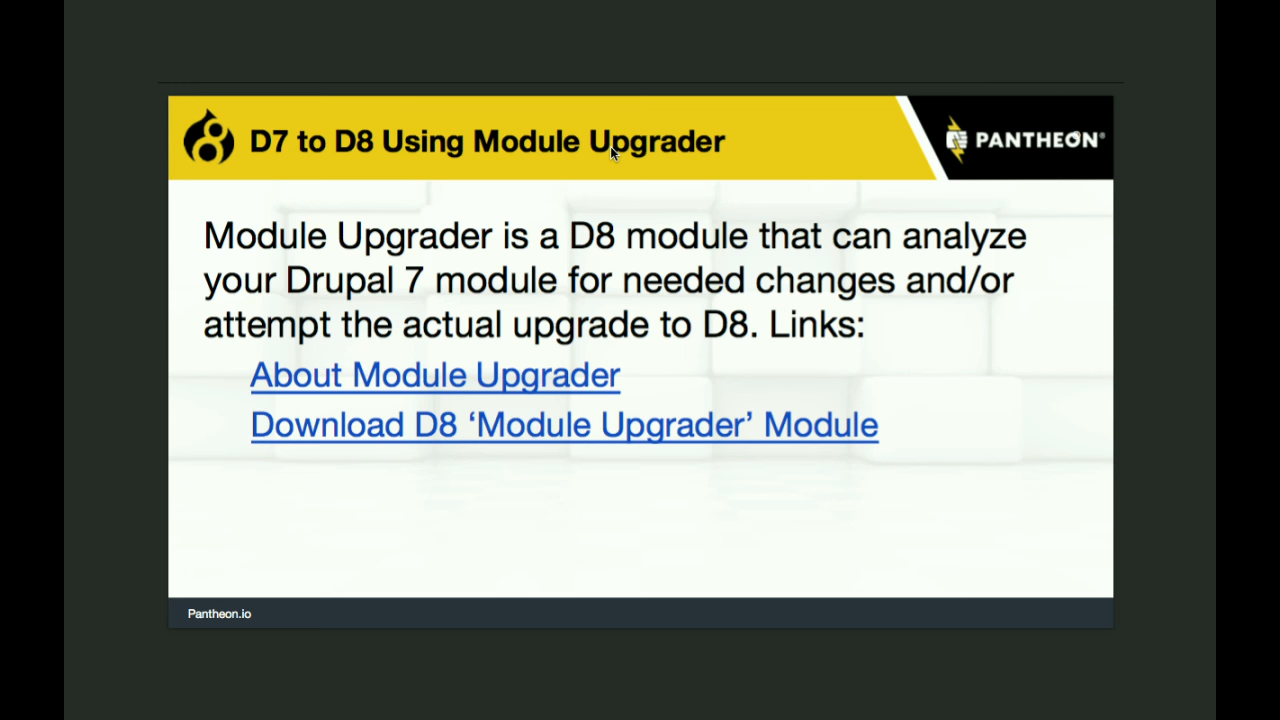 D7 to D8 Using Module Upgrader
PANTHEON®
Module Upgrader is a D8 module that can analyze
your Drupal 7 module for needed changes and/or
attempt the actual upgrade to D8. Links:
About Module Upgrader
Download D8 ‘Module Upgrader’ Module
Pantheon.io